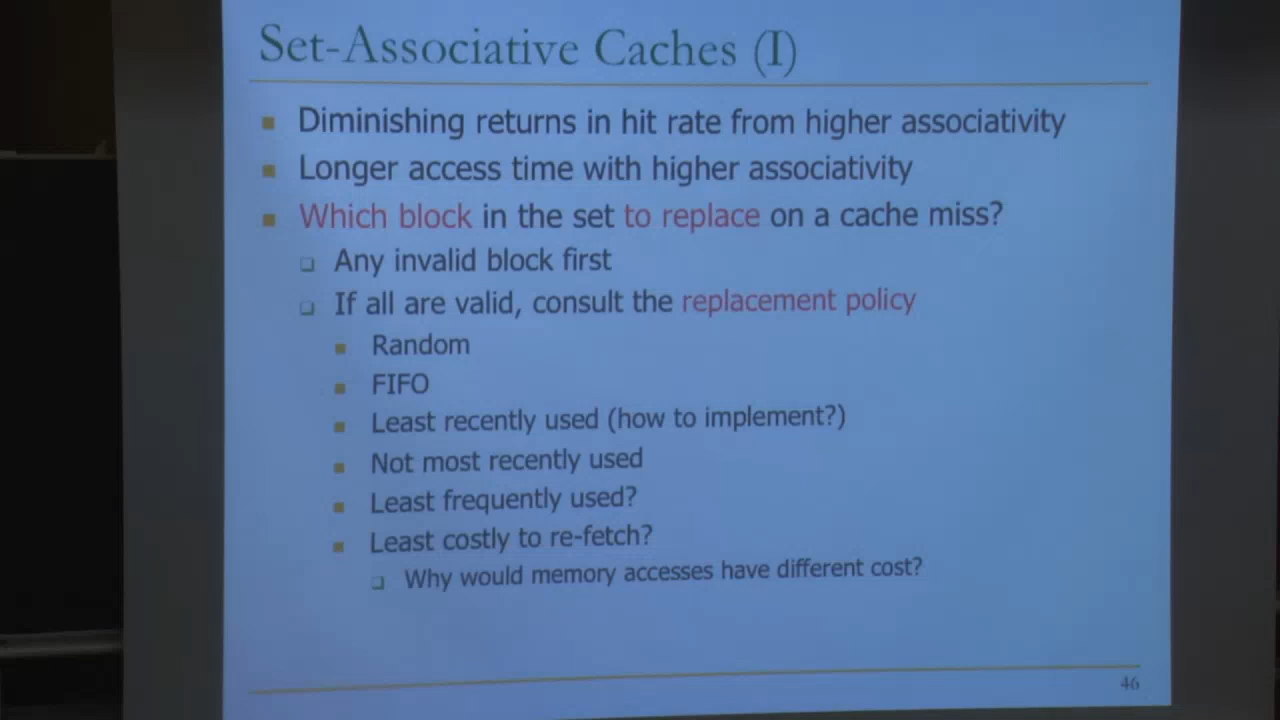 Set-Associative Caches (I)
Diminishing returns in hit rate from higher associativity
Longer access time with higher associativity
Which block in the set to replace on a cache miss?
Any invalid block first
If all are valid, consult the replacement policy
Random
FIFO
Least recently used (how to implement?)
Not most recently used
Least frequently used?
Least costly to re-fetch?
Why would memory accesses have different cost?
46